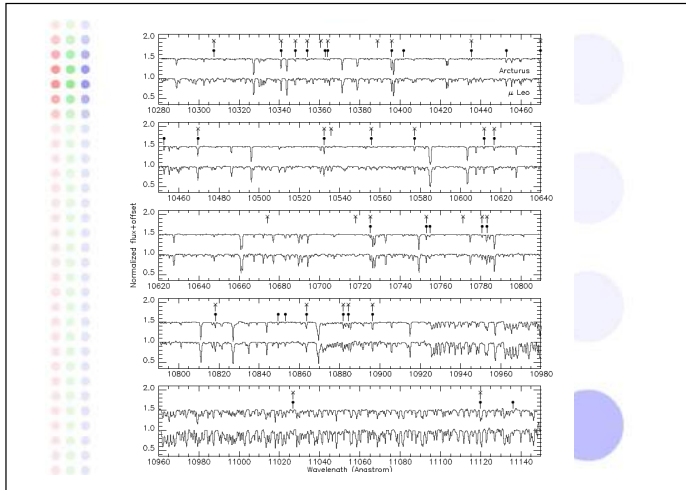 2.0
1.5
1.0
0.5
Arcturus
μ Leo
10280 10300 10320 10340 10360 10380 10400 10420 10440 10460
2.0
1.5
1.0
0.5
10460 10480 10500 10520 10540 10560 10580 10600 10620 10640
Normalized flux+offset
2.0
1.5
1.0
0.5
10620 10640 10660 10680 10700 10720 10740 10760 10780 10800
2.0
1.5
1.0
0.5
10800 10820 10840 10860 10880 10900 10920 10940 10960 10980
2.0
1.5
1.0
0.5
10960 10980 11000 11020 11040 11060 11080 11100 11120 11140
Wavelength (Angstrom)